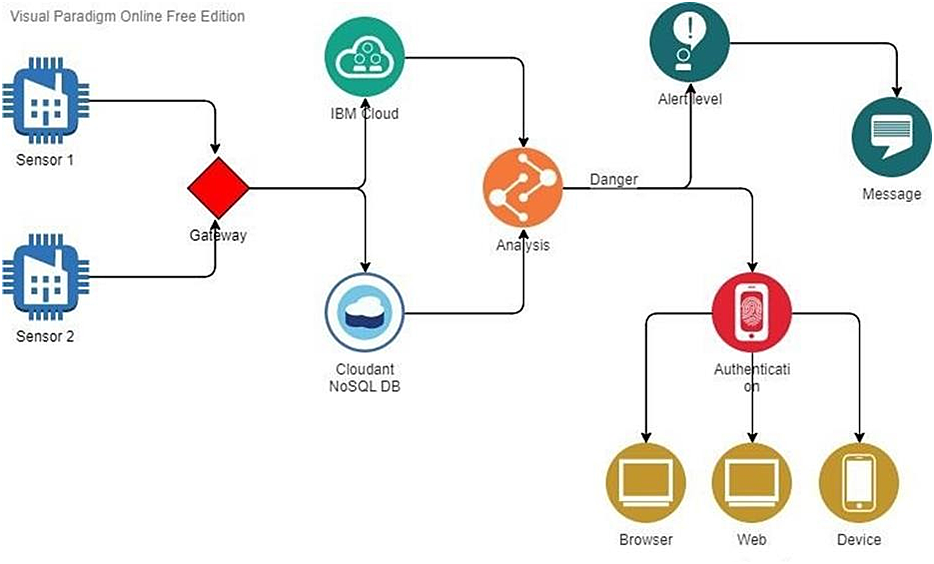 Visual Paradigm Online Free Edition
IBM Cloud
Alert level
Sensor 1
Message
Danger
Gateway
Analysis
Sensor 2
Cloudant
NoSQL DB
Authenticati
on
Browser
Web
Device